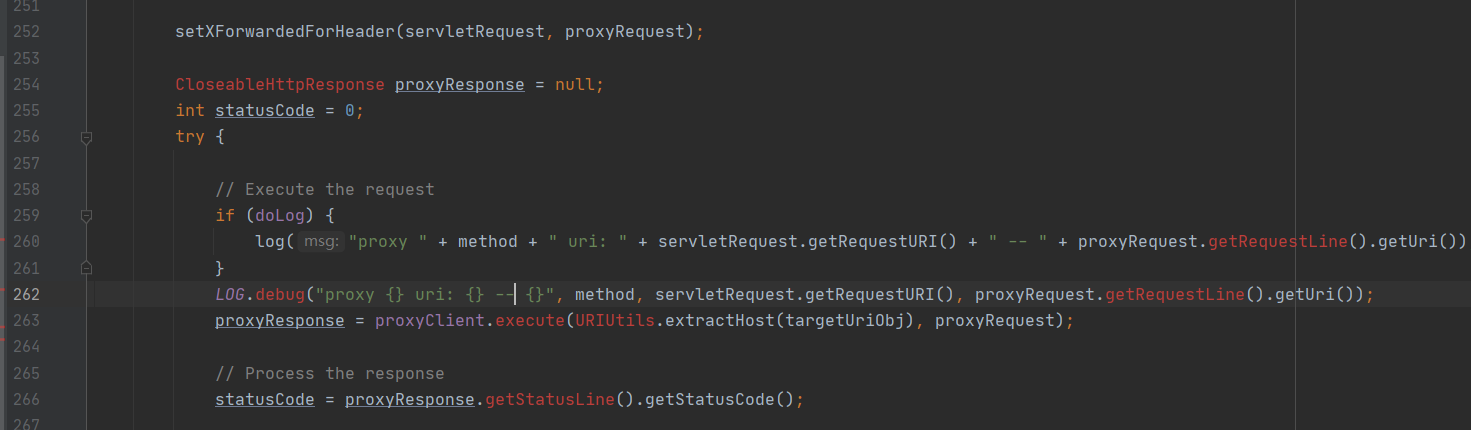 251
252 setXForwardedForHeader(servletRequest, proxyRequest);
253
254 CloseableHttpResponse proxyResponse = null;
255 int statusCode = 0;
256 try {
257
258 // Execute the request
259 if (doLog) {
260 log( msg: "proxy " + method + " uri: " + servletRequest.getRequestURI() + " -- " + proxyRequest.getRequestLine().getUri())
261 }
262 LOG.debug("proxy {} uri: {} -- {}", method, servletRequest.getRequestURI(), proxyRequest.getRequestLine().getUri());
263 proxyResponse = proxyClient.execute(URIUtils.extractHost(targetUriObj), proxyRequest);
264
265 // Process the response
266 statusCode = proxyResponse.getStatusLine().getStatusCode();
267